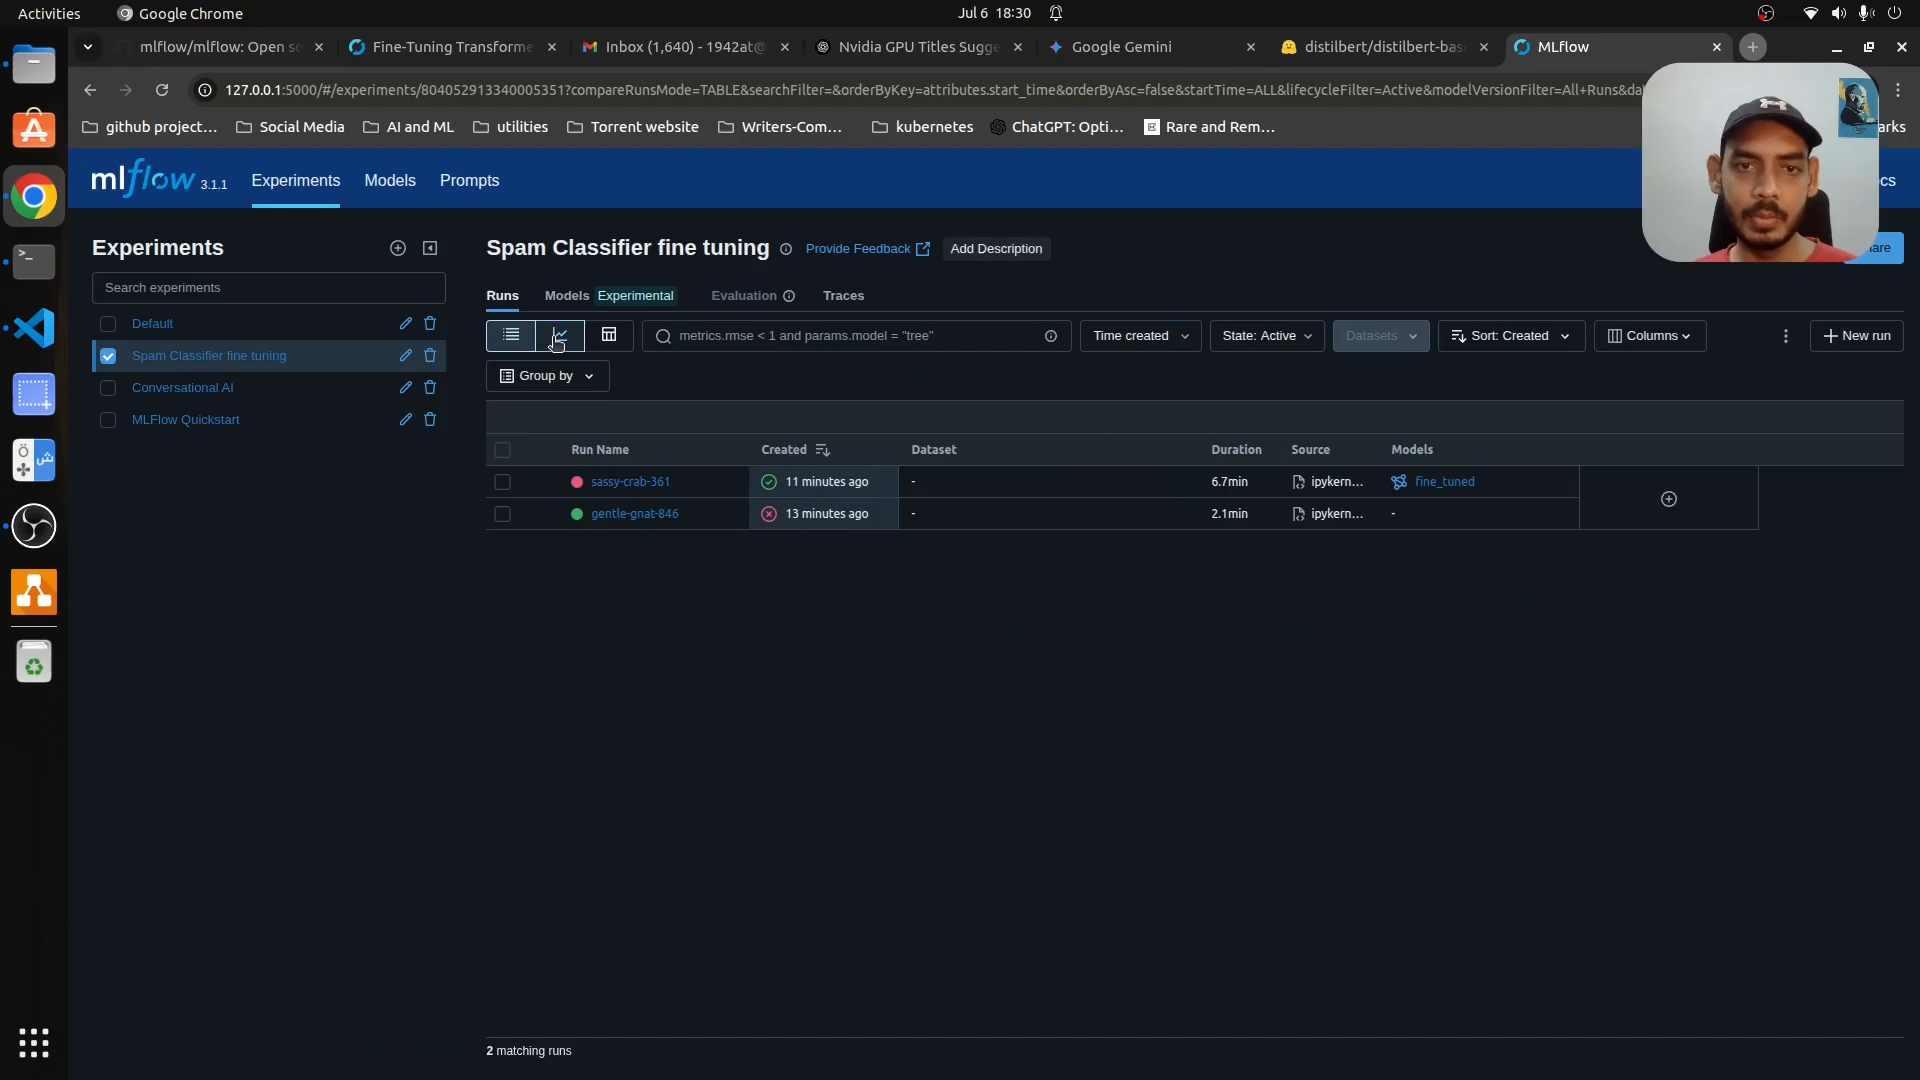 Activities
Google Chrome
Jul 6 18:30
mlflow/mlflow: Open so
Fine-Tuning Transforme
Inbox (1,640) - 1942at@
Nvidia GPU Titles Sugge
Google Gemini
distilbert/distilbert-bas
MLflow
127.0.0.1:5000/#/experiments/804052913340005351?compareRunsMode=TABLE&searchFilter=&orderByKey=attributes.start_time&orderByAsc=false&startTime=ALL&lifecycleFilter=Active&modelVersionFilter=All+Runs&da
github project...
Social Media
AI and ML
utilities
Torrent website
Writers-Com...
kubernetes
ChatGPT: Opti...
Rare and Rem...
arks
mlflow 3.1.1
Experiments
Models
Prompts
cs
Experiments
Search experiments
Default
Spam Classifier fine tuning
Conversational AI
MLFlow Quickstart
Spam Classifier fine tuning
Provide Feedback
Add Description
are
Runs
Models Experimental
Evaluation
Traces
metrics.rmse < 1 and params.model = "tree"
Time created
State: Active
Datasets
Sort: Created
Columns
New run
Group by
Run Name Created Dataset Duration Source Models
sassy-crab-361 11 minutes ago - 6.7min ipykern... fine_tuned
gentle-gnat-846 13 minutes ago - 2.1min ipykern... -
2 matching runs